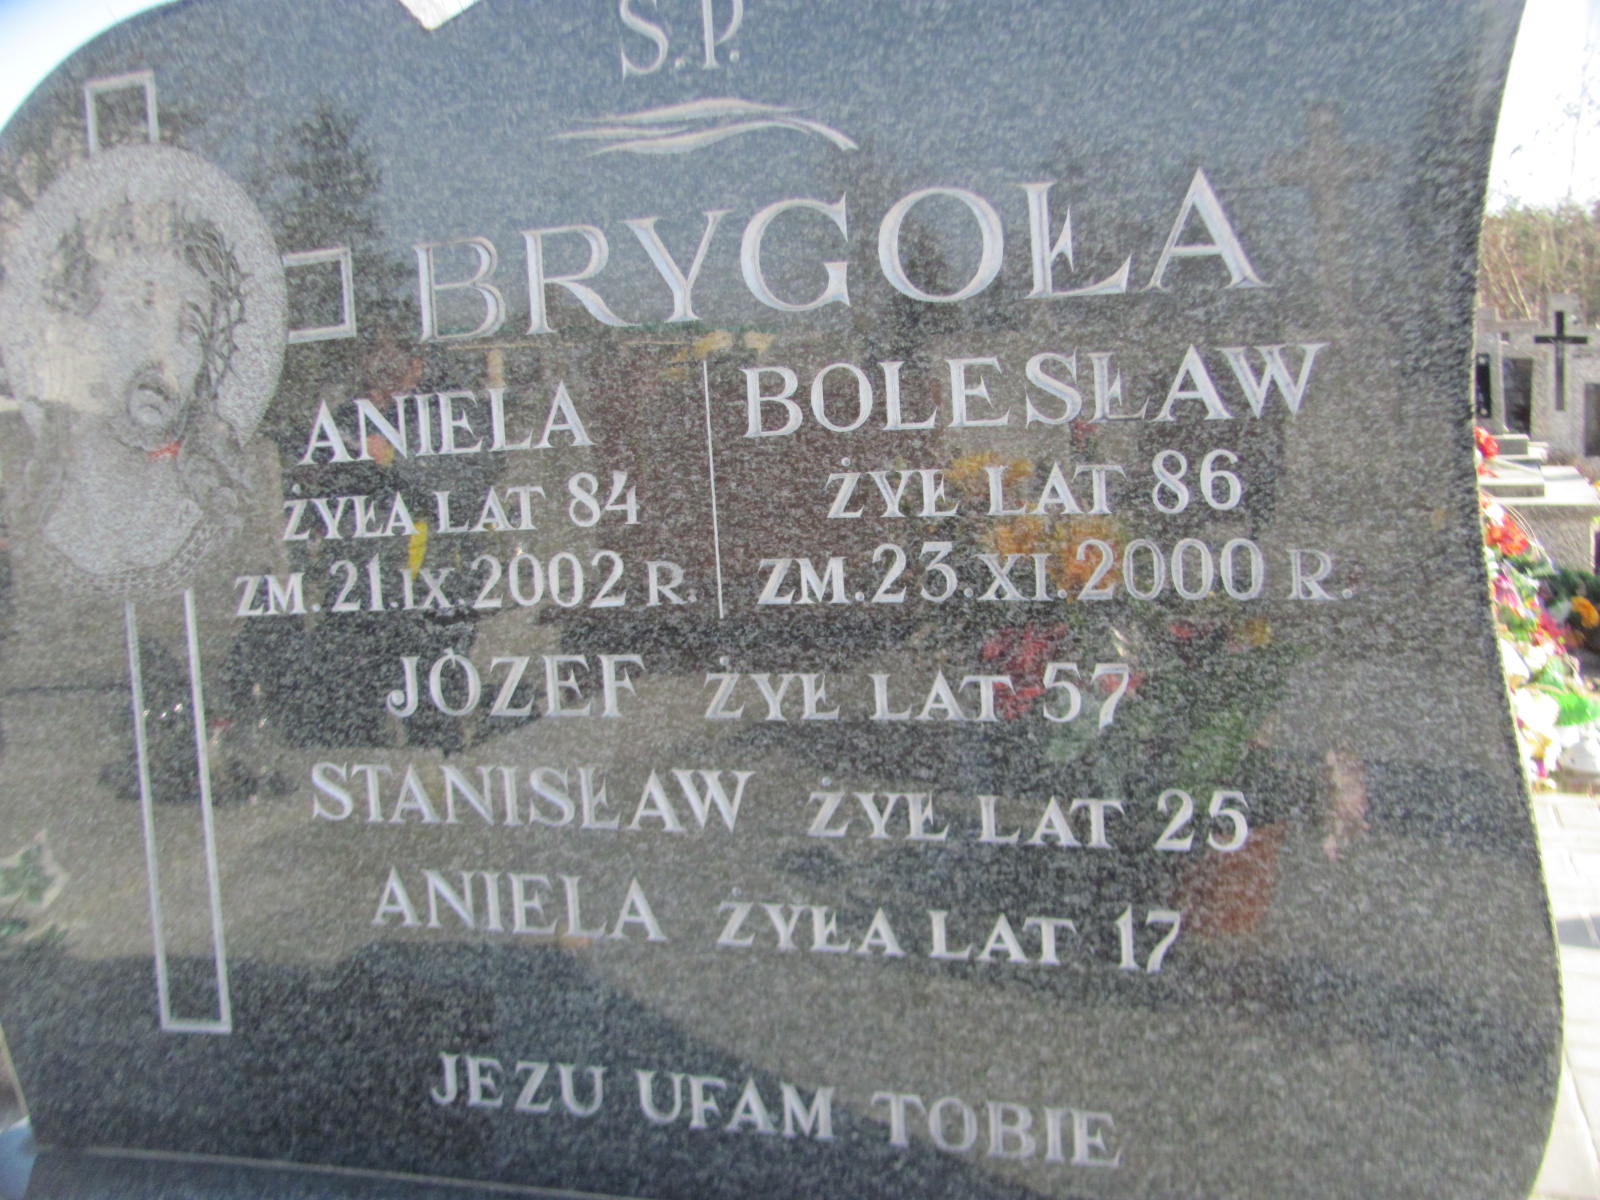 Ś.P.
BRYGOŁA
ANIELA
ŻYŁA LAT 84
ZM. 21.IX.2002 R.
BOLESŁAW
ŻYŁ LAT 86
ZM. 23.XI.2000 R.
JÓZEF ŻYŁ LAT 57
STANISŁAW ŻYŁ LAT 25
ANIELA ŻYŁA LAT 17
JEZU UFAM TOBIE